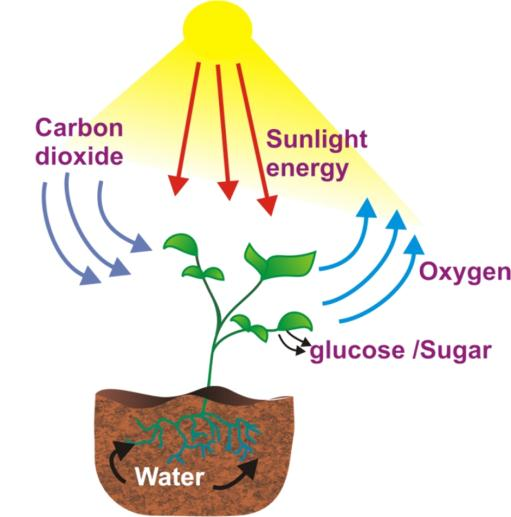 Carbon
dioxide
Sunlight
energy
Oxygen
glucose /Sugar
Water